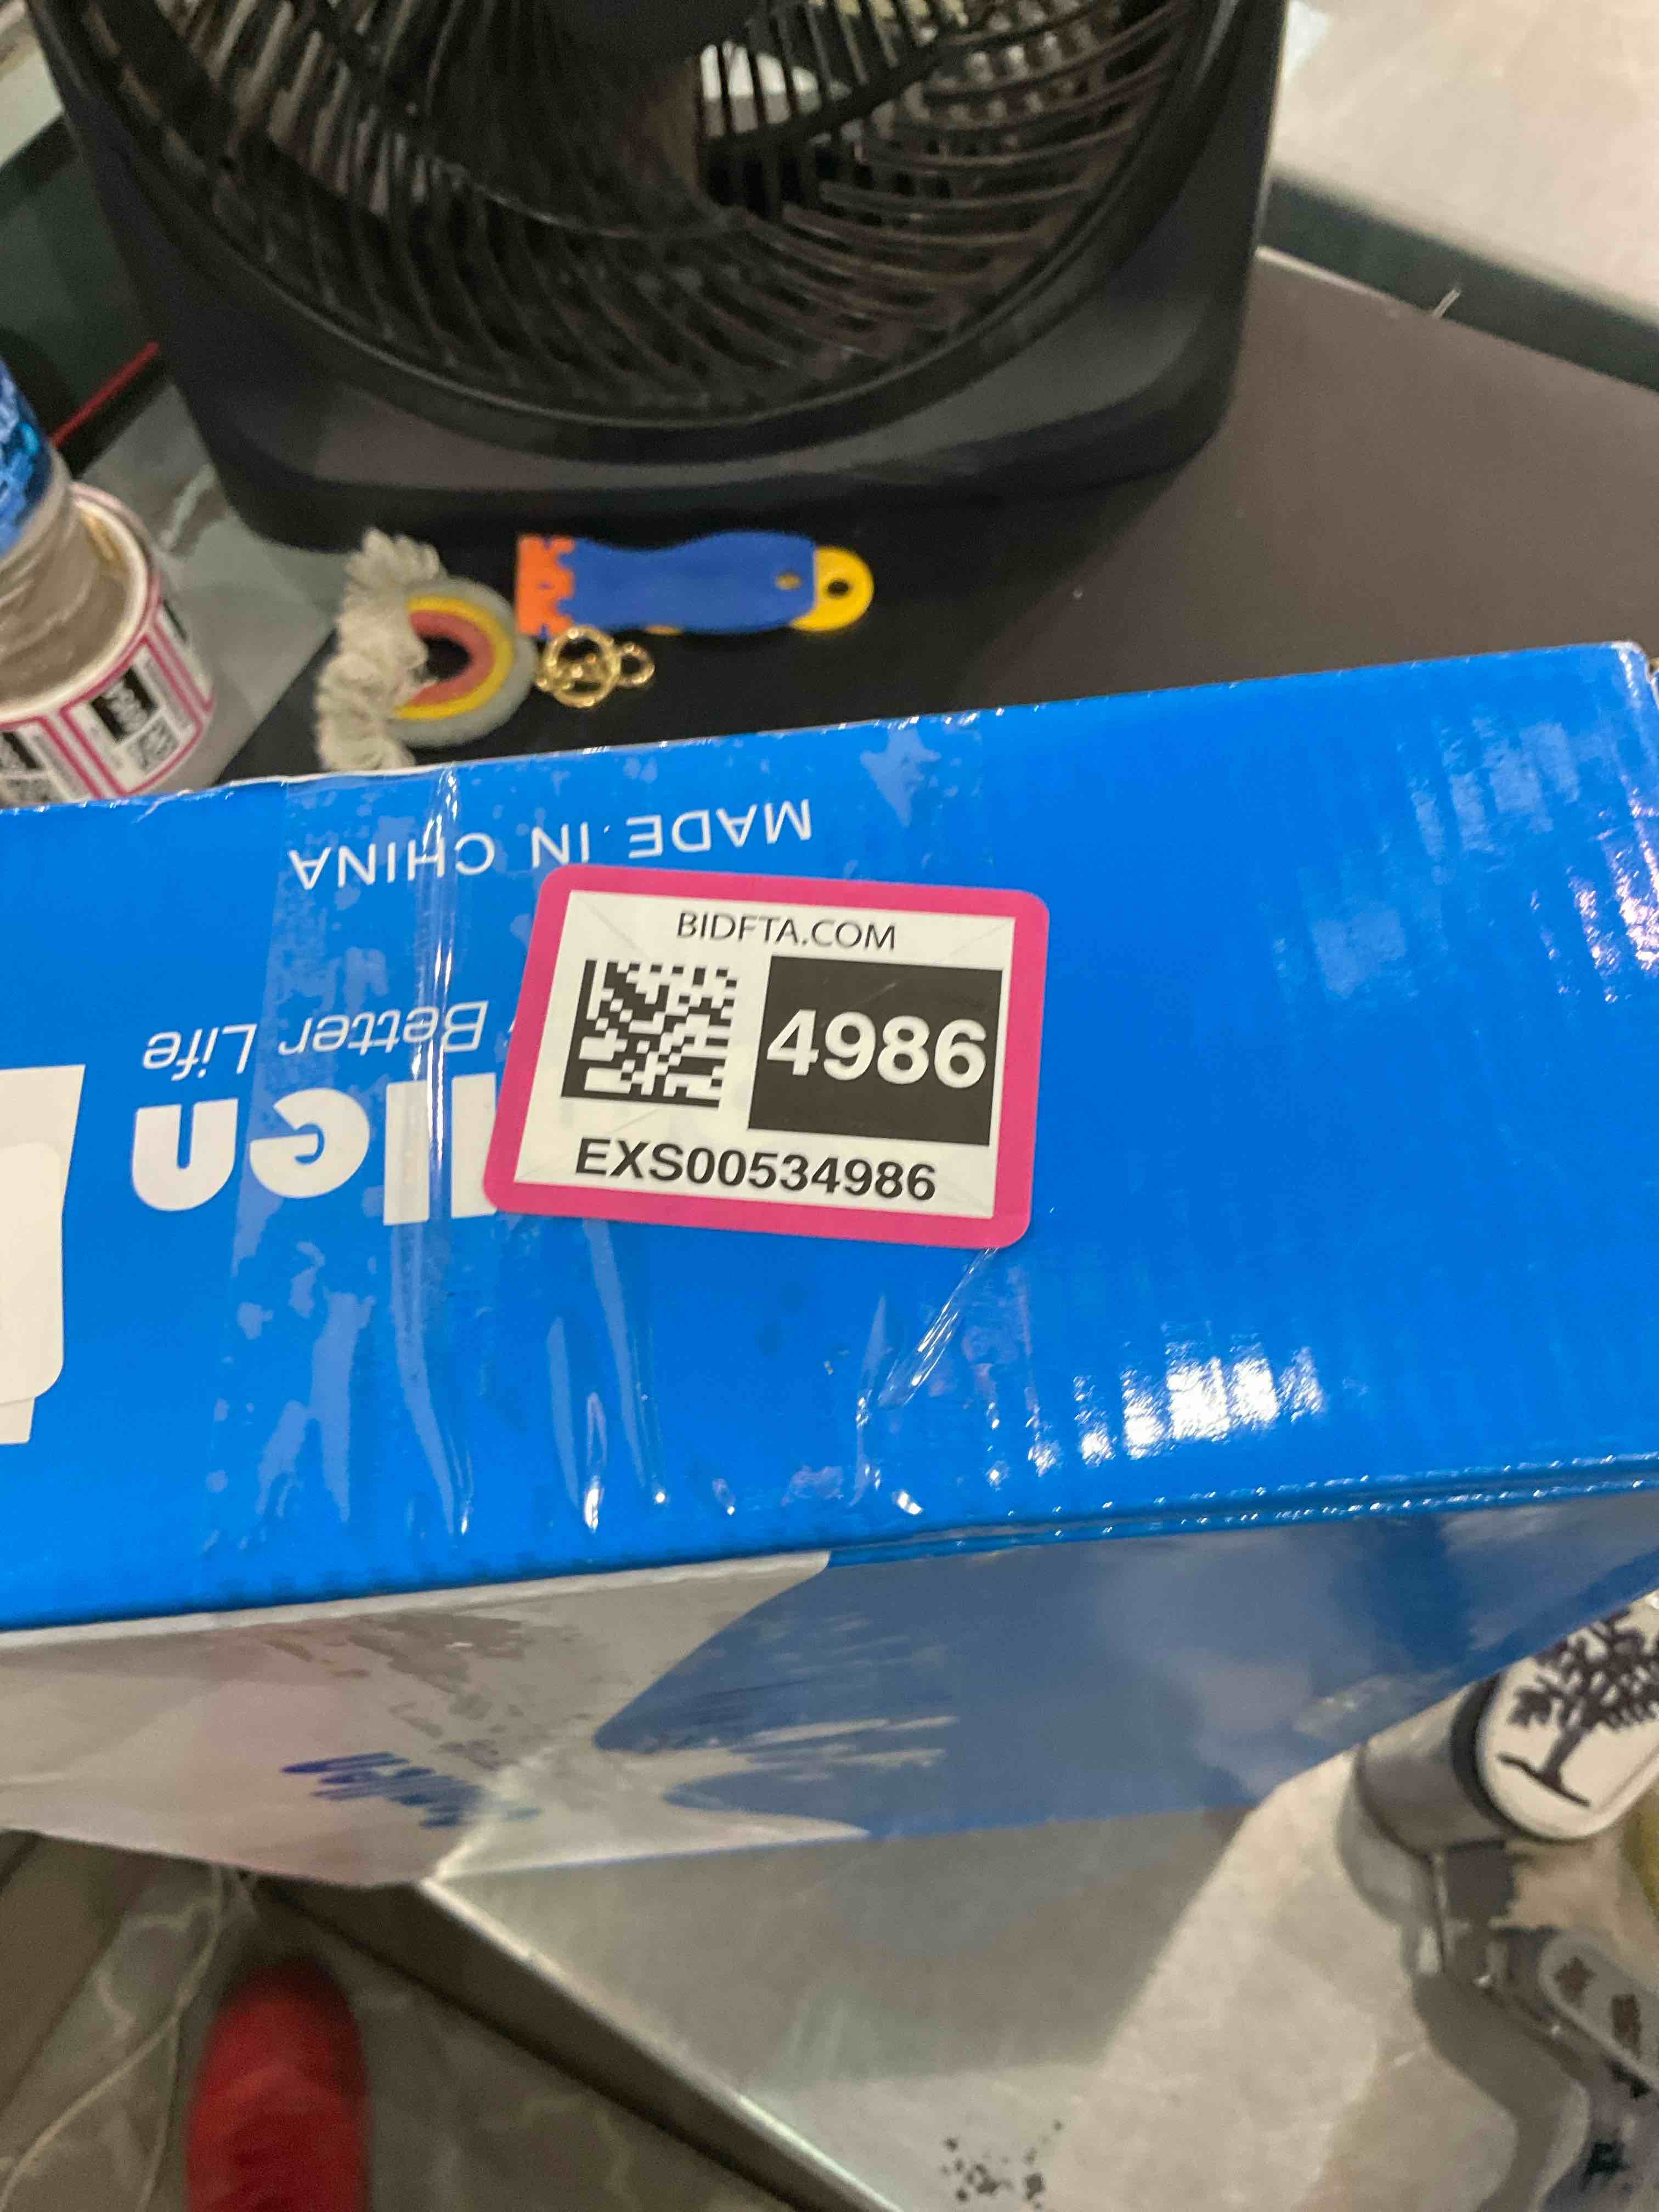 MADE IN CHINA
BIDFTA.COM
4986
EXS00534986
Better Life